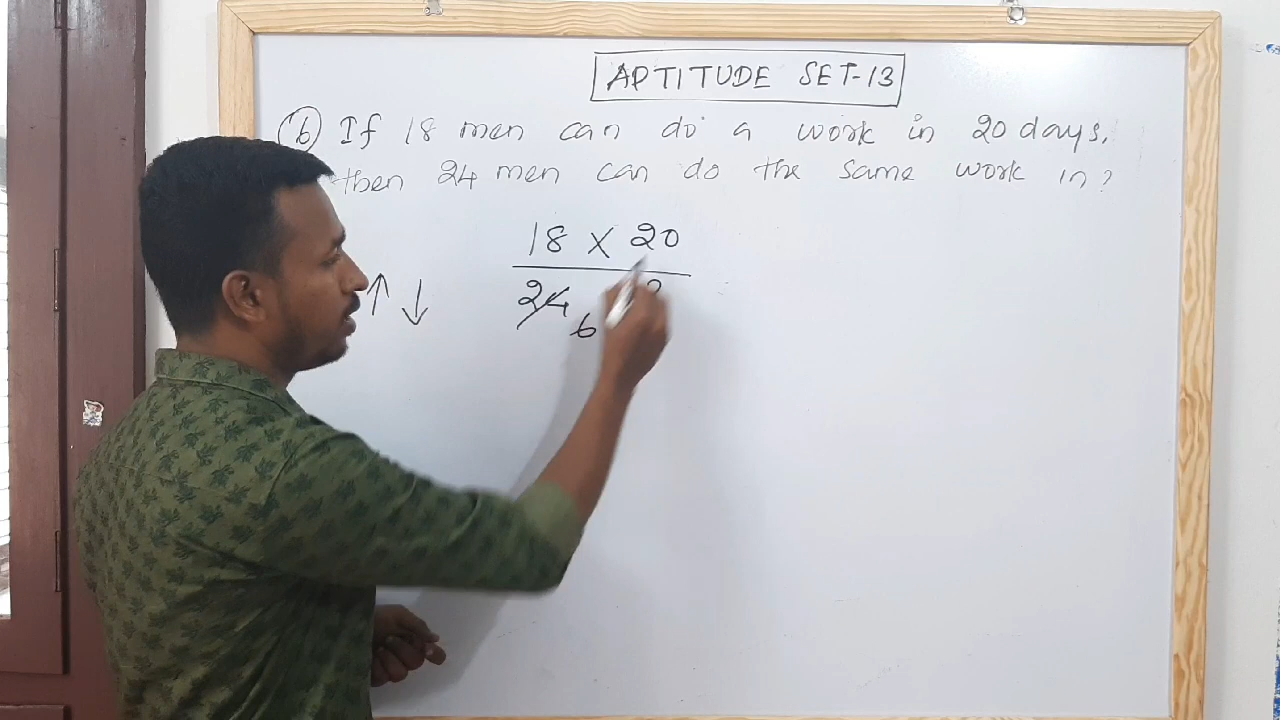 APTITUDE SET-13
6) If 18 men can do a work in 20 days,
then 24 men can do the same work in?
18 X 20
24
6